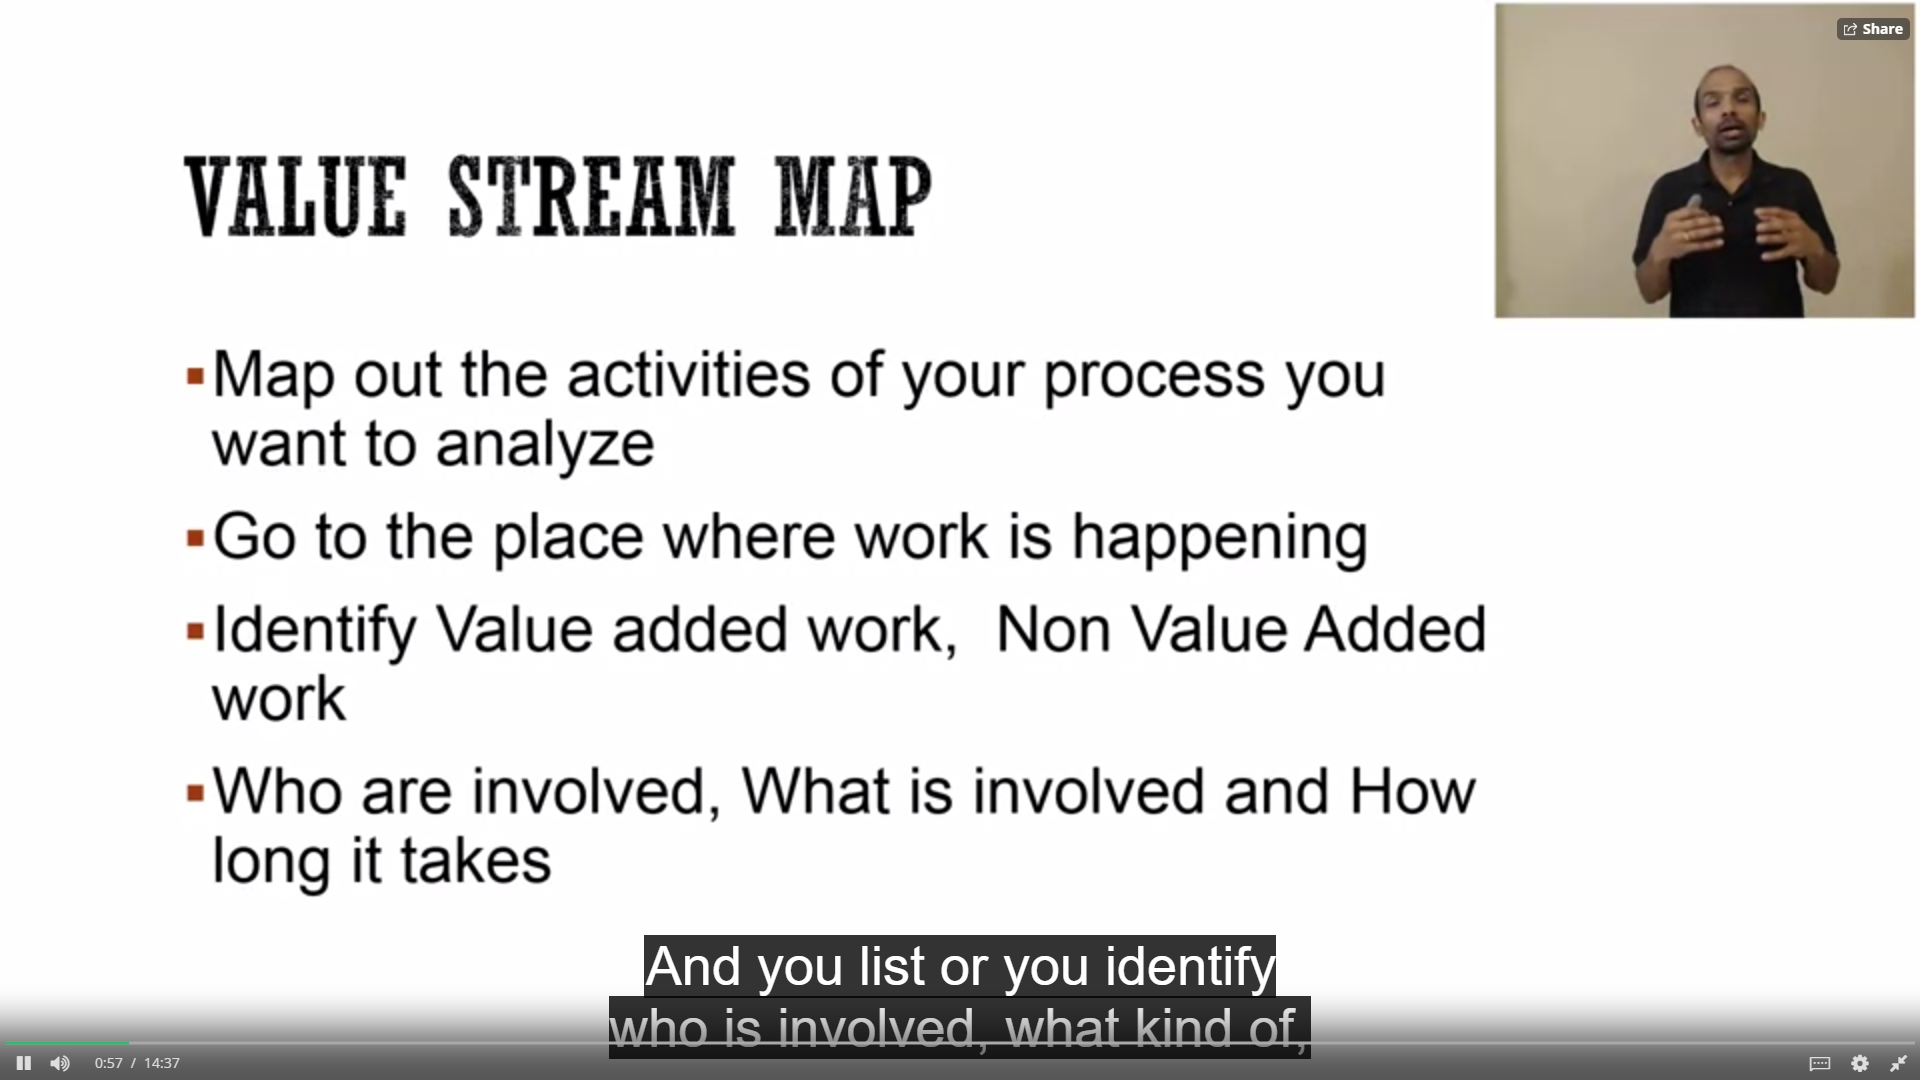 Share
VALUE STREAM MAP
▪Map out the activities of your process you
want to analyze
▪Go to the place where work is happening
▪Identify Value added work,  Non Value Added
work
▪Who are involved, What is involved and How
long it takes
And you list or you identify
who is involved, what kind of,
0:57 / 14:37